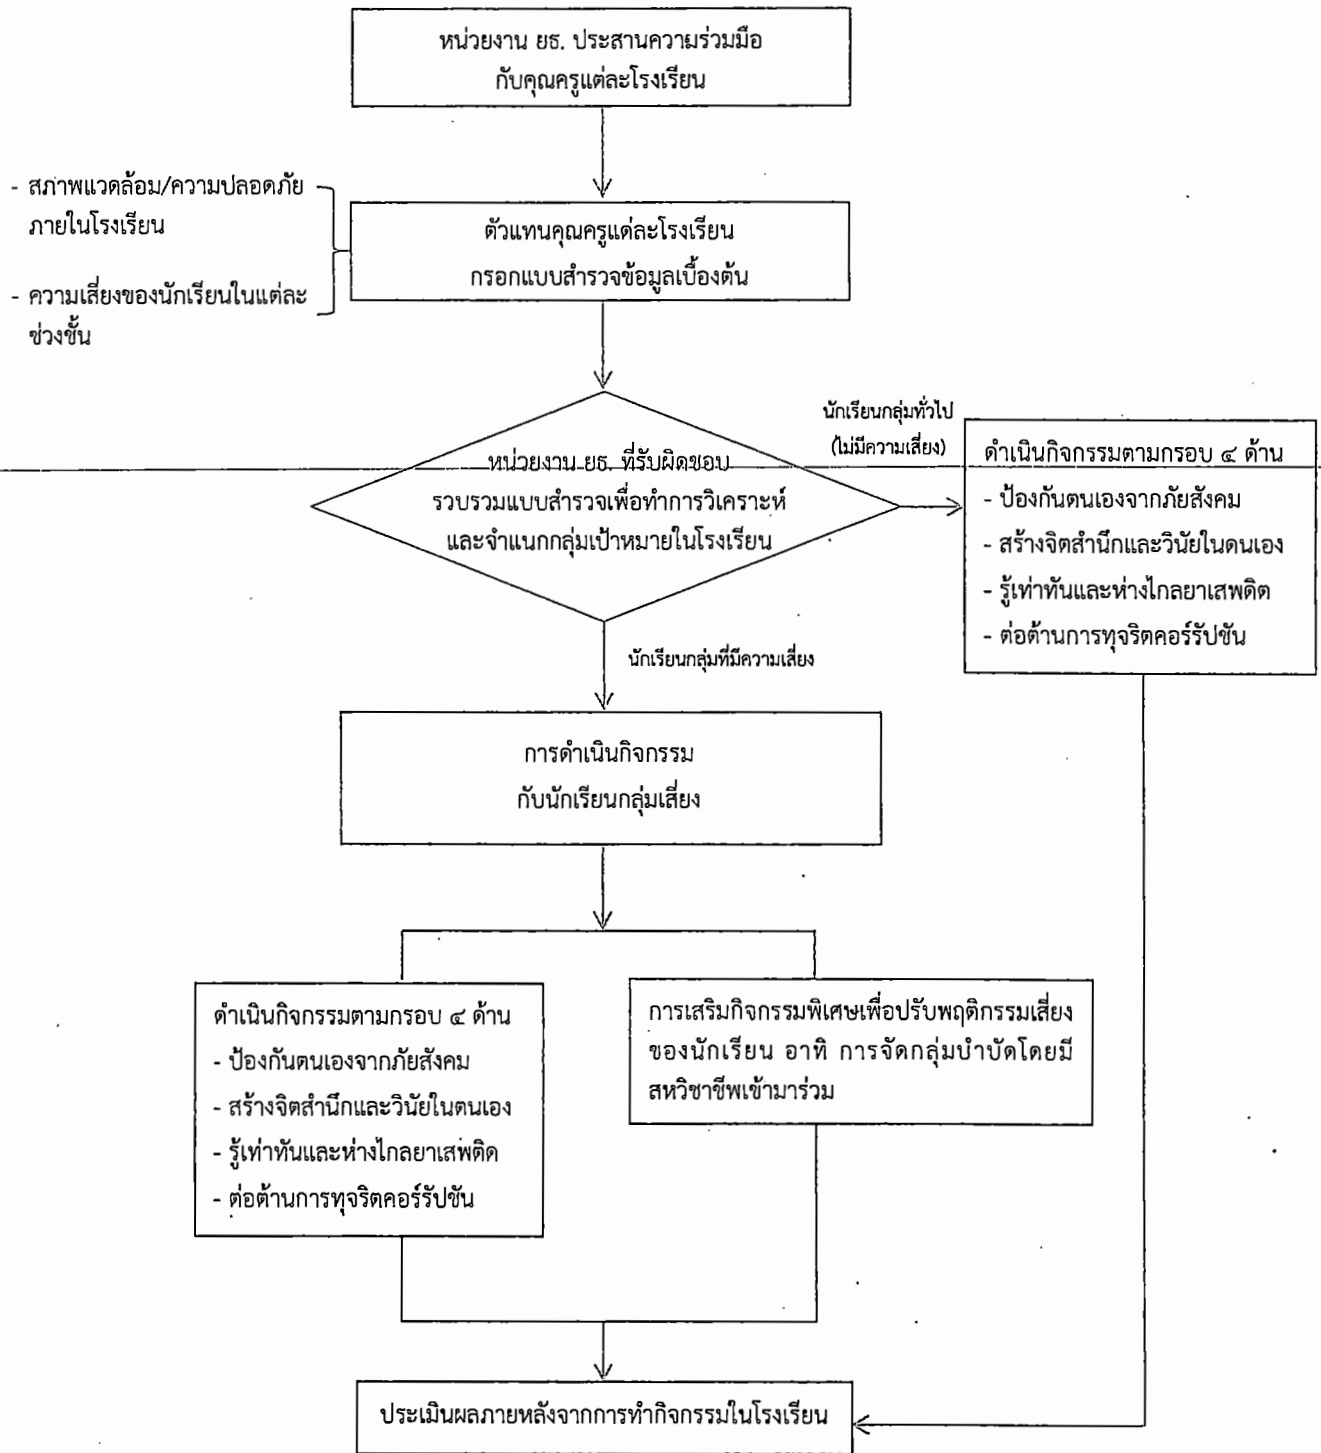 หน่วยงาน ยธ. ประสานความร่วมมือ
กับคุณครูแต่ละโรงเรียน
- สภาพแวดล้อม/ความปลอดภัย
ภายในโรงเรียน
- ความเสี่ยงของนักเรียนในแต่ละ
ช่วงชั้น
ตัวแทนคุณครูแต่ละโรงเรียน
กรอกแบบสำรวจข้อมูลเบื้องต้น
หน่วยงาน ยธ. ที่รับผิดชอบ
รวบรวมแบบสำรวจเพื่อทำการวิเคราะห์
และจำแนกกลุ่มเป้าหมายในโรงเรียน
นักเรียนกลุ่มทั่วไป
(ไม่มีความเสี่ยง)
ดำเนินกิจกรรมตามกรอบ ๔ ด้าน
- ป้องกันตนเองจากภัยสังคม
- สร้างจิตสำนึกและวินัยในตนเอง
- รู้เท่าทันและห่างไกลยาเสพติด
- ต่อต้านการทุจริตคอร์รัปชัน
นักเรียนกลุ่มที่มีความเสี่ยง
การดำเนินกิจกรรม
กับนักเรียนกลุ่มเสี่ยง
ดำเนินกิจกรรมตามกรอบ ๔ ด้าน
- ป้องกันตนเองจากภัยสังคม
- สร้างจิตสำนึกและวินัยในตนเอง
- รู้เท่าทันและห่างไกลยาเสพติด
- ต่อต้านการทุจริตคอร์รัปชัน
การเสริมกิจกรรมพิเศษเพื่อปรับพฤติกรรมเสี่ยง
ของนักเรียน อาทิ การจัดกลุ่มบำบัดโดยมี
สหวิชาชีพเข้ามาร่วม
ประเมินผลภายหลังจากการทำกิจกรรมในโรงเรียน